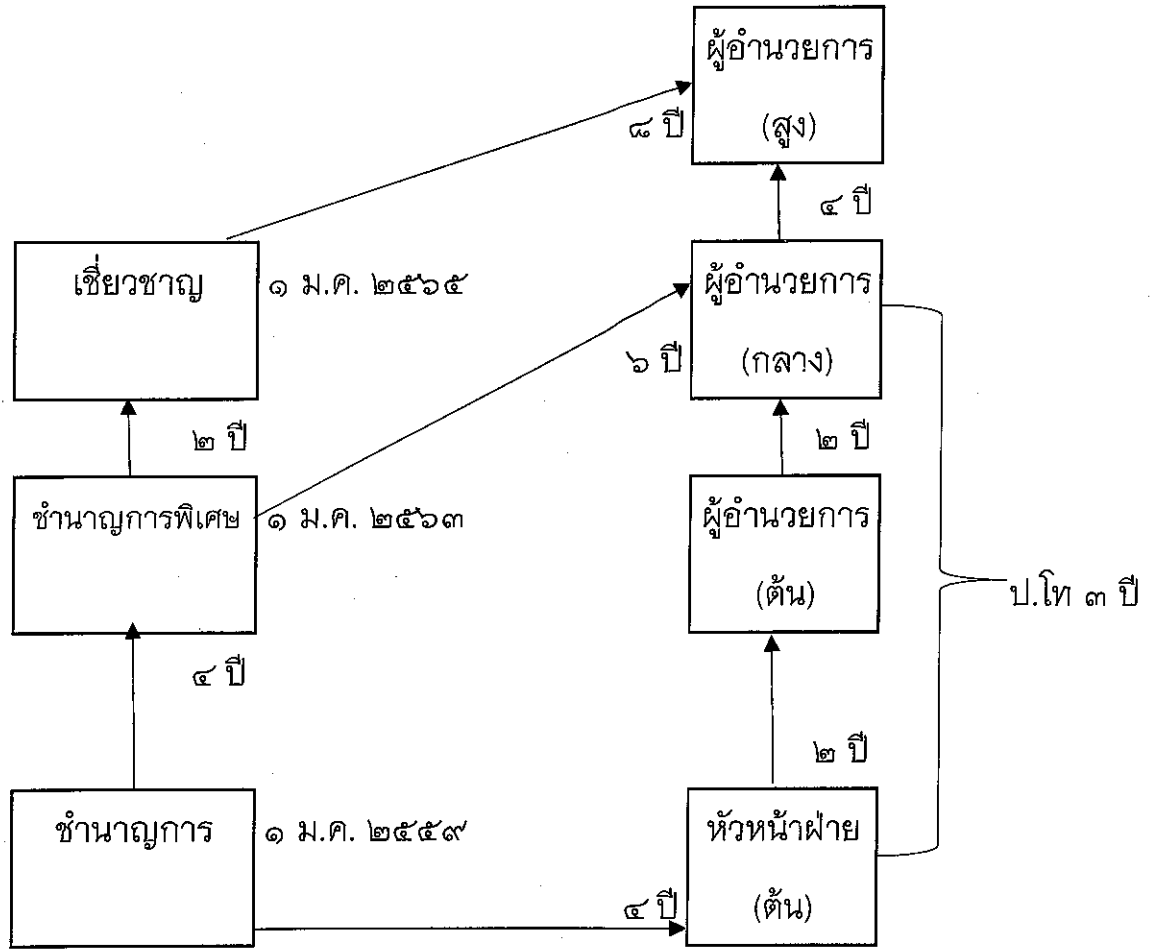 ผู้อำนวยการ
(สูง)
๘ ปี
๔ ปี
เชี่ยวชาญ
๑ ม.ค. ๒๕๖๕
ผู้อำนวยการ
(กลาง)
๖ ปี
๒ ปี
๒ ปี
ชำนาญการพิเศษ
๑ ม.ค. ๒๕๖๓
ผู้อำนวยการ
(ต้น)
ป.โท ๓ ปี
๔ ปี
๒ ปี
ชำนาญการ
๑ ม.ค. ๒๕๕๙
หัวหน้าฝ่าย
(ต้น)
๔ ปี